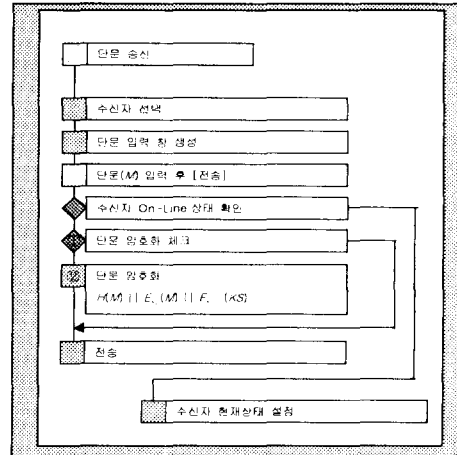 단문 송신
수신자 선택
단문 입력 창 생성
단문(M) 입력 후 [전송]
수신자 On-Line 상태 확인
단문 암호화 체크
단문 암호화
H(M) || E (M) || E (KS)
전송
수신자 현재상태 설정